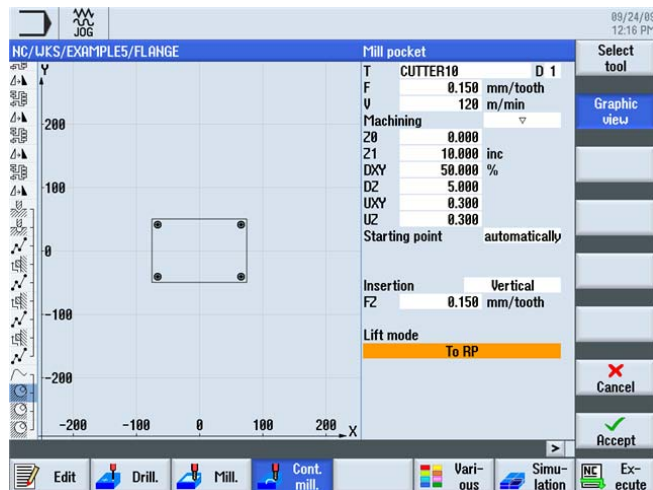 JOG
09/24/09
12:16 PM
NC/WKS/EXAMPLE5/FLANGE
Mill pocket
Select tool
Y
T CUTTER10 D 1
F 0.150 mm/tooth
V 120 m/min
Graphic view
Machining ▽
Z0 0.000
Z1 10.000 inc
DXY 50.000 %
DZ 5.000
UXY 0.300
UZ 0.300
Starting point automatically
Insertion Vertical
FZ 0.150 mm/tooth
Lift mode
To RP
200
100
0
-100
-200
-200 -100 0 100 200 X
Cancel
Accept
>
Edit
Drill.
Mill.
Cont. mill.
Vari- ous
Simu- lation
NC
Ex- ecute